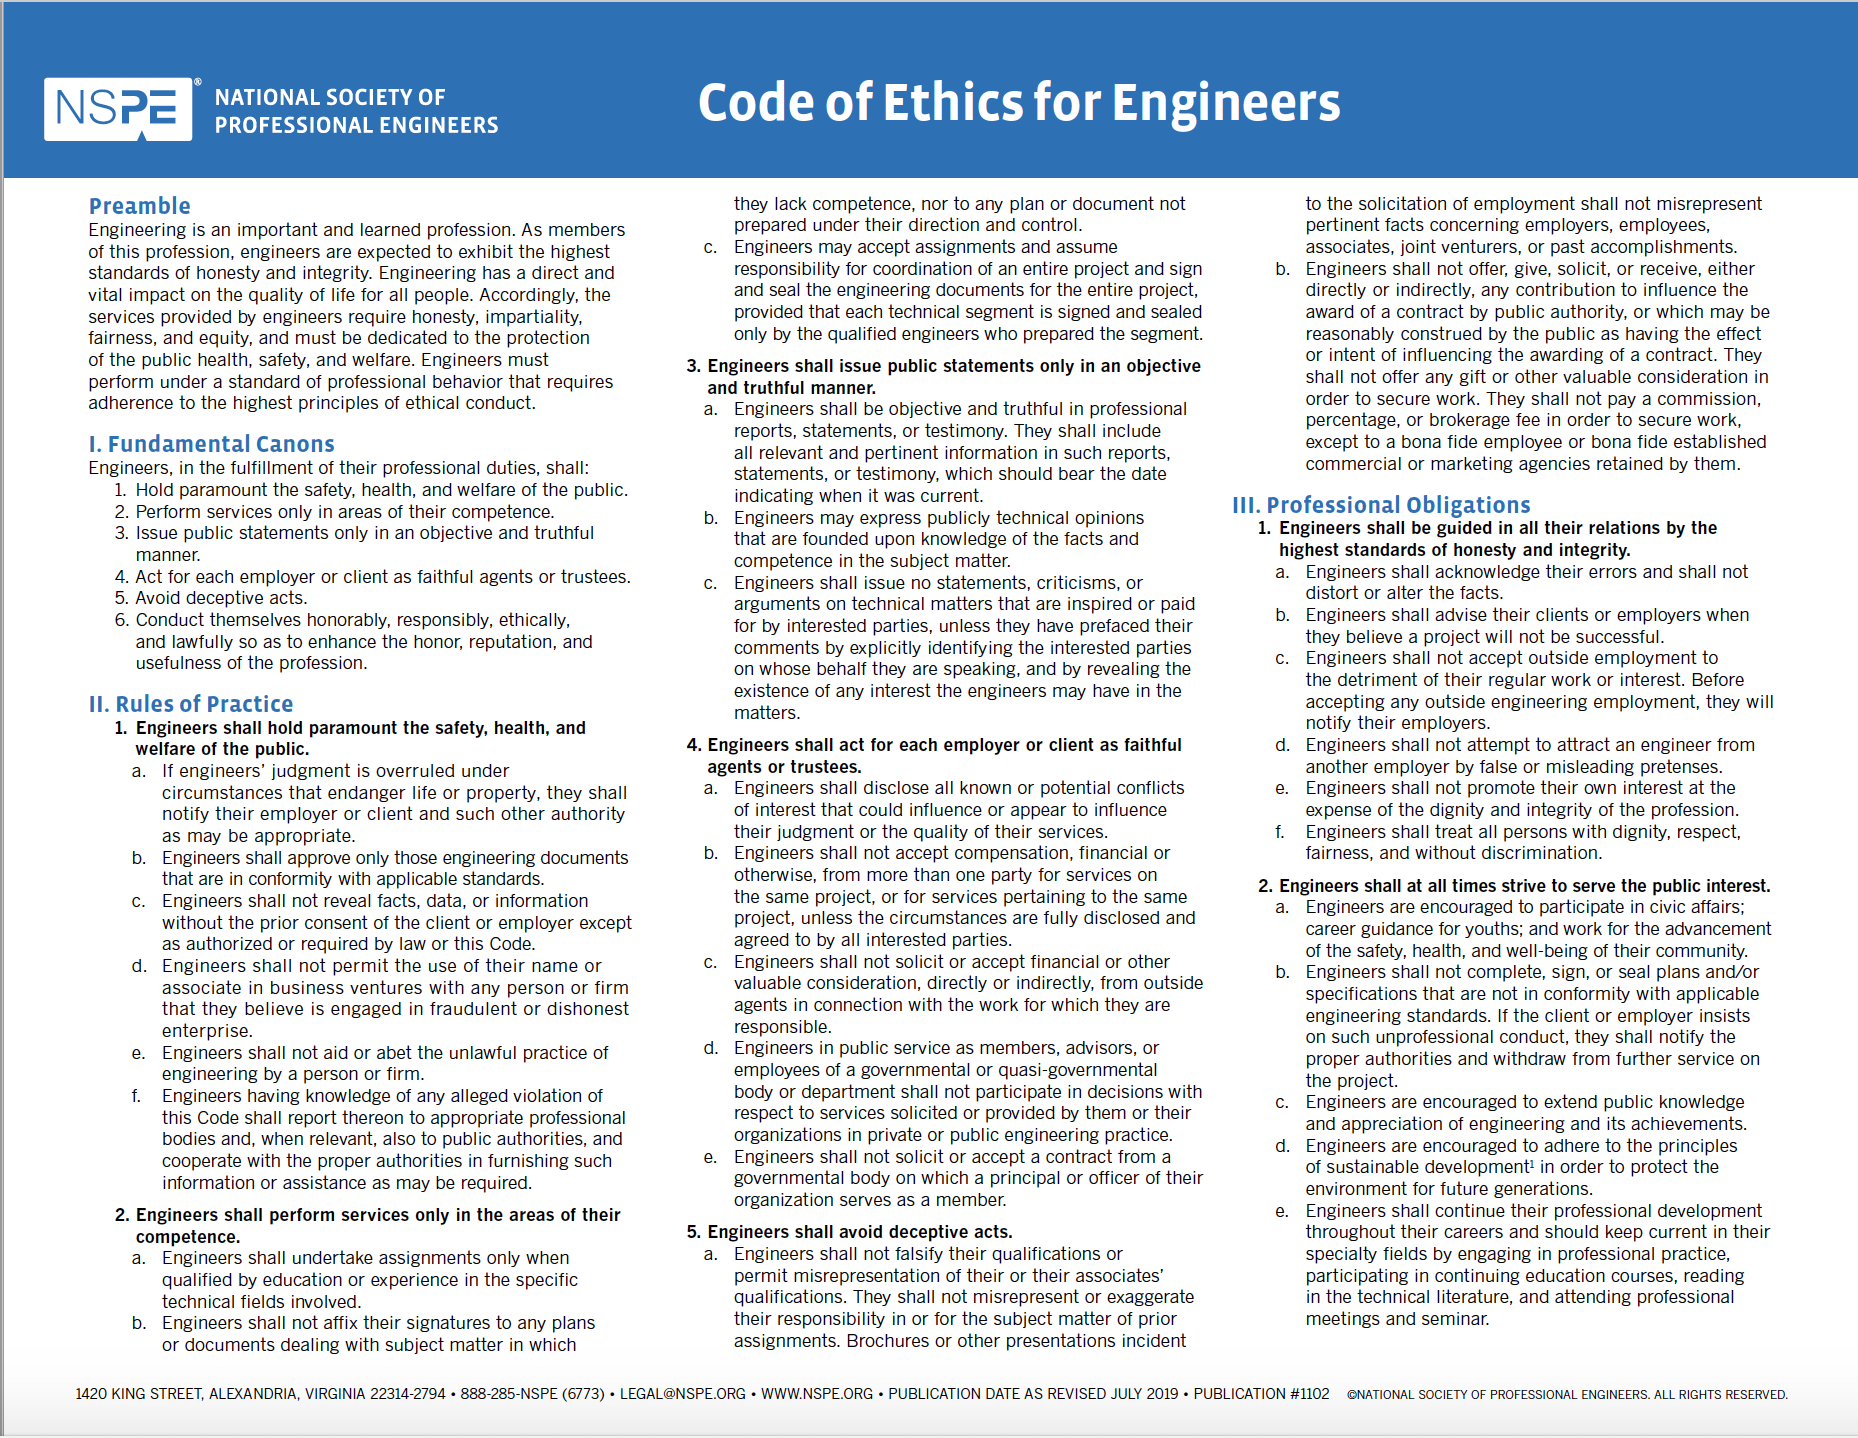 NSPE®
NATIONAL SOCIETY OF
PROFESSIONAL ENGINEERS
Code of Ethics for Engineers
Preamble
Engineering is an important and learned profession. As members
of this profession, engineers are expected to exhibit the highest
standards of honesty and integrity. Engineering has a direct and
vital impact on the quality of life for all people. Accordingly, the
services provided by engineers require honesty, impartiality,
fairness, and equity, and must be dedicated to the protection
of the public health, safety, and welfare. Engineers must
perform under a standard of professional behavior that requires
adherence to the highest principles of ethical conduct.
I. Fundamental Canons
Engineers, in the fulfillment of their professional duties, shall:
1. Hold paramount the safety, health, and welfare of the public.
2. Perform services only in areas of their competence.
3. Issue public statements only in an objective and truthful
manner.
4. Act for each employer or client as faithful agents or trustees.
5. Avoid deceptive acts.
6. Conduct themselves honorably, responsibly, ethically,
and lawfully so as to enhance the honor, reputation, and
usefulness of the profession.
II. Rules of Practice
1. Engineers shall hold paramount the safety, health, and
welfare of the public.
a. If engineers’ judgment is overruled under
circumstances that endanger life or property, they shall
notify their employer or client and such other authority
as may be appropriate.
b. Engineers shall approve only those engineering documents
that are in conformity with applicable standards.
c. Engineers shall not reveal facts, data, or information
without the prior consent of the client or employer except
as authorized or required by law or this Code.
d. Engineers shall not permit the use of their name or
associate in business ventures with any person or firm
that they believe is engaged in fraudulent or dishonest
enterprise.
e. Engineers shall not aid or abet the unlawful practice of
engineering by a person or firm.
f. Engineers having knowledge of any alleged violation of
this Code shall report thereon to appropriate professional
bodies and, when relevant, also to public authorities, and
cooperate with the proper authorities in furnishing such
information or assistance as may be required.
2. Engineers shall perform services only in the areas of their
competence.
a. Engineers shall undertake assignments only when
qualified by education or experience in the specific
technical fields involved.
b. Engineers shall not affix their signatures to any plans
or documents dealing with subject matter in which
they lack competence, nor to any plan or document not
prepared under their direction and control.
c. Engineers may accept assignments and assume
responsibility for coordination of an entire project and sign
and seal the engineering documents for the entire project,
provided that each technical segment is signed and sealed
only by the qualified engineers who prepared the segment.
3. Engineers shall issue public statements only in an objective
and truthful manner.
a. Engineers shall be objective and truthful in professional
reports, statements, or testimony. They shall include
all relevant and pertinent information in such reports,
statements, or testimony, which should bear the date
indicating when it was current.
b. Engineers may express publicly technical opinions
that are founded upon knowledge of the facts and
competence in the subject matter.
c. Engineers shall issue no statements, criticisms, or
arguments on technical matters that are inspired or paid
for by interested parties, unless they have prefaced their
comments by explicitly identifying the interested parties
on whose behalf they are speaking, and by revealing the
existence of any interest the engineers may have in the
matters.
4. Engineers shall act for each employer or client as faithful
agents or trustees.
a. Engineers shall disclose all known or potential conflicts
of interest that could influence or appear to influence
their judgment or the quality of their services.
b. Engineers shall not accept compensation, financial or
otherwise, from more than one party for services on
the same project, or for services pertaining to the same
project, unless the circumstances are fully disclosed and
agreed to by all interested parties.
c. Engineers shall not solicit or accept financial or other
valuable consideration, directly or indirectly, from outside
agents in connection with the work for which they are
responsible.
d. Engineers in public service as members, advisors, or
employees of a governmental or quasi-governmental
body or department shall not participate in decisions with
respect to services solicited or provided by them or their
organizations in private or public engineering practice.
e. Engineers shall not solicit or accept a contract from a
governmental body on which a principal or officer of their
organization serves as a member.
5. Engineers shall avoid deceptive acts.
a. Engineers shall not falsify their qualifications or
permit misrepresentation of their or their associates’
qualifications. They shall not misrepresent or exaggerate
their responsibility in or for the subject matter of prior
assignments. Brochures or other presentations incident
to the solicitation of employment shall not misrepresent
pertinent facts concerning employers, employees,
associates, joint venturers, or past accomplishments.
b. Engineers shall not offer, give, solicit, or receive, either
directly or indirectly, any contribution to influence the
award of a contract by public authority, or which may be
reasonably construed by the public as having the effect
or intent of influencing the awarding of a contract. They
shall not offer any gift or other valuable consideration in
order to secure work. They shall not pay a commission,
percentage, or brokerage fee in order to secure work,
except to a bona fide employee or bona fide established
commercial or marketing agencies retained by them.
III. Professional Obligations
1. Engineers shall be guided in all their relations by the
highest standards of honesty and integrity.
a. Engineers shall acknowledge their errors and shall not
distort or alter the facts.
b. Engineers shall advise their clients or employers when
they believe a project will not be successful.
c. Engineers shall not accept outside employment to
the detriment of their regular work or interest. Before
accepting any outside engineering employment, they will
notify their employers.
d. Engineers shall not attempt to attract an engineer from
another employer by false or misleading pretenses.
e. Engineers shall not promote their own interest at the
expense of the dignity and integrity of the profession.
f. Engineers shall treat all persons with dignity, respect,
fairness, and without discrimination.
2. Engineers shall at all times strive to serve the public interest.
a. Engineers are encouraged to participate in civic affairs;
career guidance for youths; and work for the advancement
of the safety, health, and well-being of their community.
b. Engineers shall not complete, sign, or seal plans and/or
specifications that are not in conformity with applicable
engineering standards. If the client or employer insists
on such unprofessional conduct, they shall notify the
proper authorities and withdraw from further service on
the project.
c. Engineers are encouraged to extend public knowledge
and appreciation of engineering and its achievements.
d. Engineers are encouraged to adhere to the principles
of sustainable development¹ in order to protect the
environment for future generations.
e. Engineers shall continue their professional development
throughout their careers and should keep current in their
specialty fields by engaging in professional practice,
participating in continuing education courses, reading
in the technical literature, and attending professional
meetings and seminar.
1420 KING STREET, ALEXANDRIA, VIRGINIA 22314-2794 • 888-285-NSPE (6773) • LEGAL@NSPE.ORG • WWW.NSPE.ORG • PUBLICATION DATE AS REVISED JULY 2019 • PUBLICATION #1102 ©NATIONAL SOCIETY OF PROFESSIONAL ENGINEERS. ALL RIGHTS RESERVED.